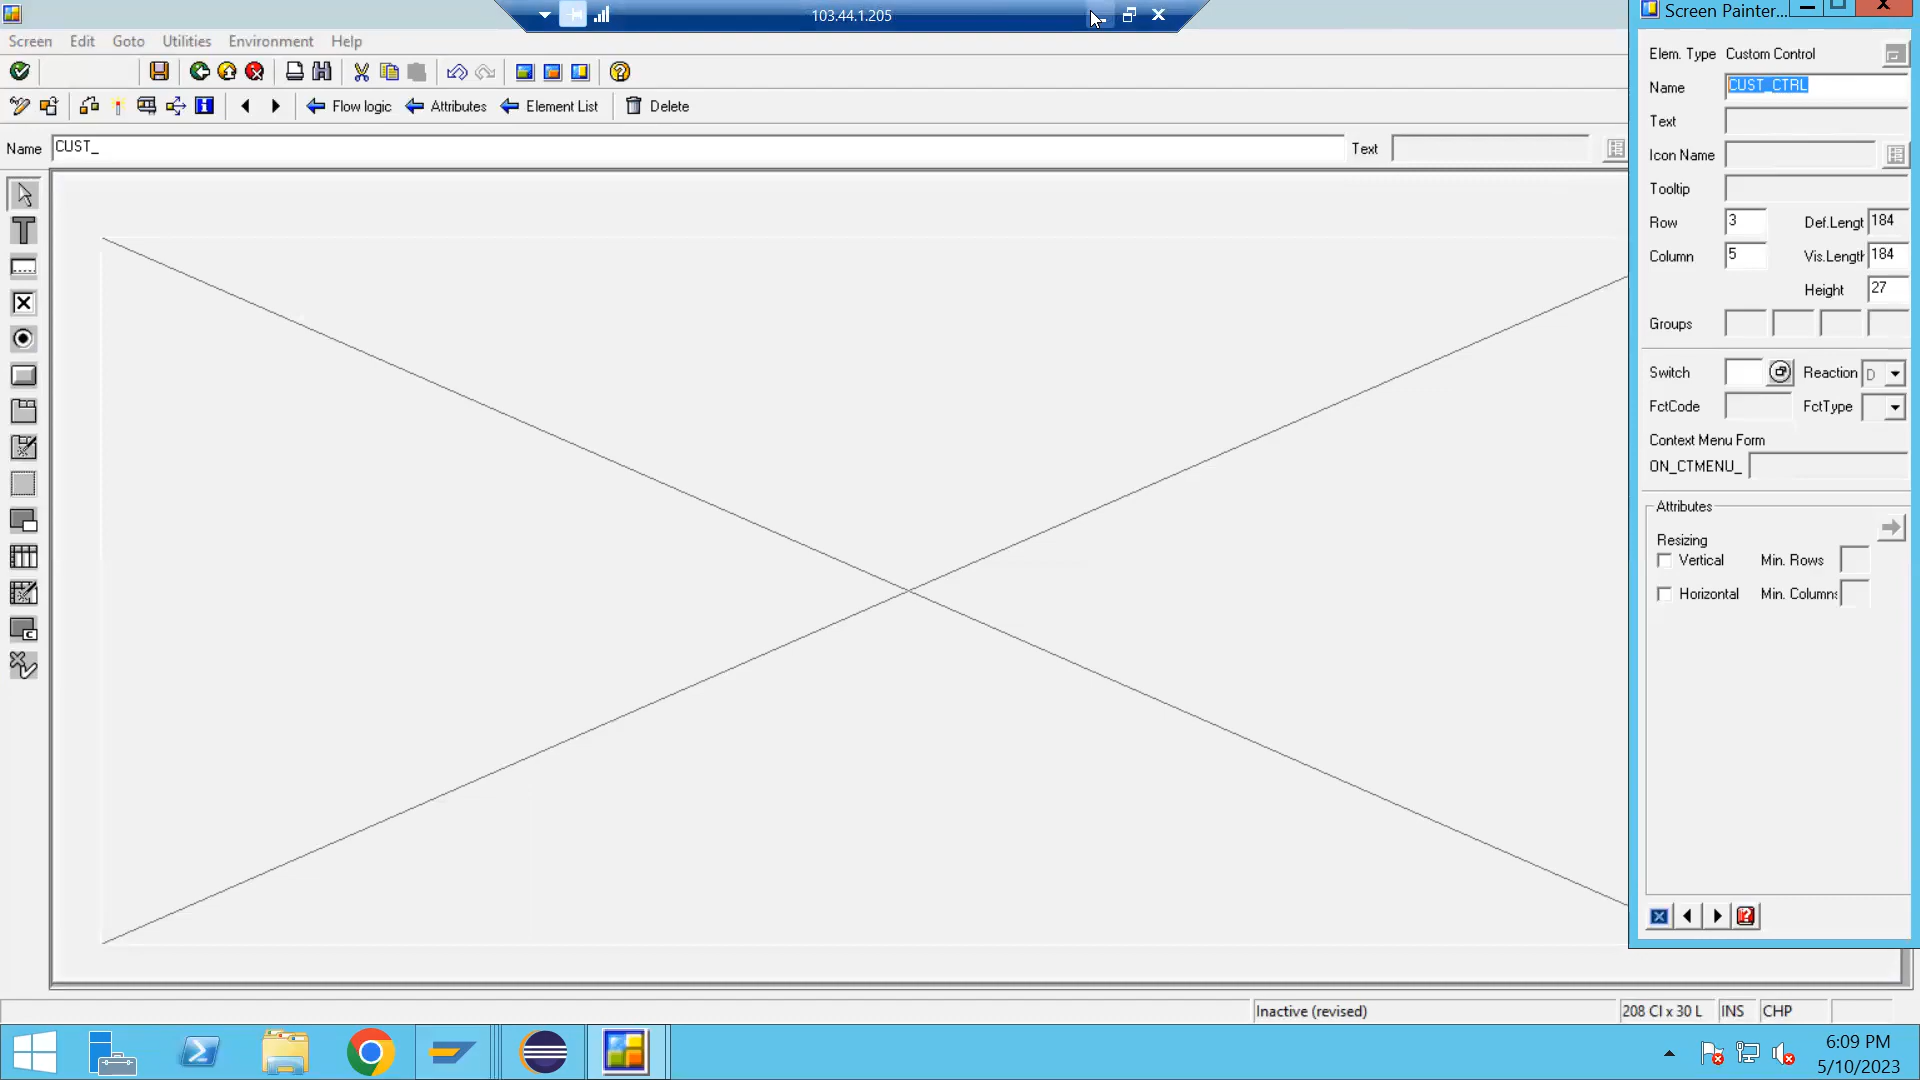 103.44.1.205
Screen Painter...
Screen Edit Goto Utilities Environment Help
Flow logic Attributes Element List Delete
Name CUST_ Text
Elem. Type Custom Control
Name CUST_CTRL
Text
Icon Name
Tooltip
Row 3 Def.Lengt 184
Column 5 Vis.Lengt 184
Height 27
Groups
Switch Reaction D
FctCode FctType
Context Menu Form
ON_CTMENU_
Attributes
Resizing
Vertical Min. Rows
Horizontal Min. Column
Inactive (revised) 208 Cl x 30 L INS CHP
6:09 PM
5/10/2023